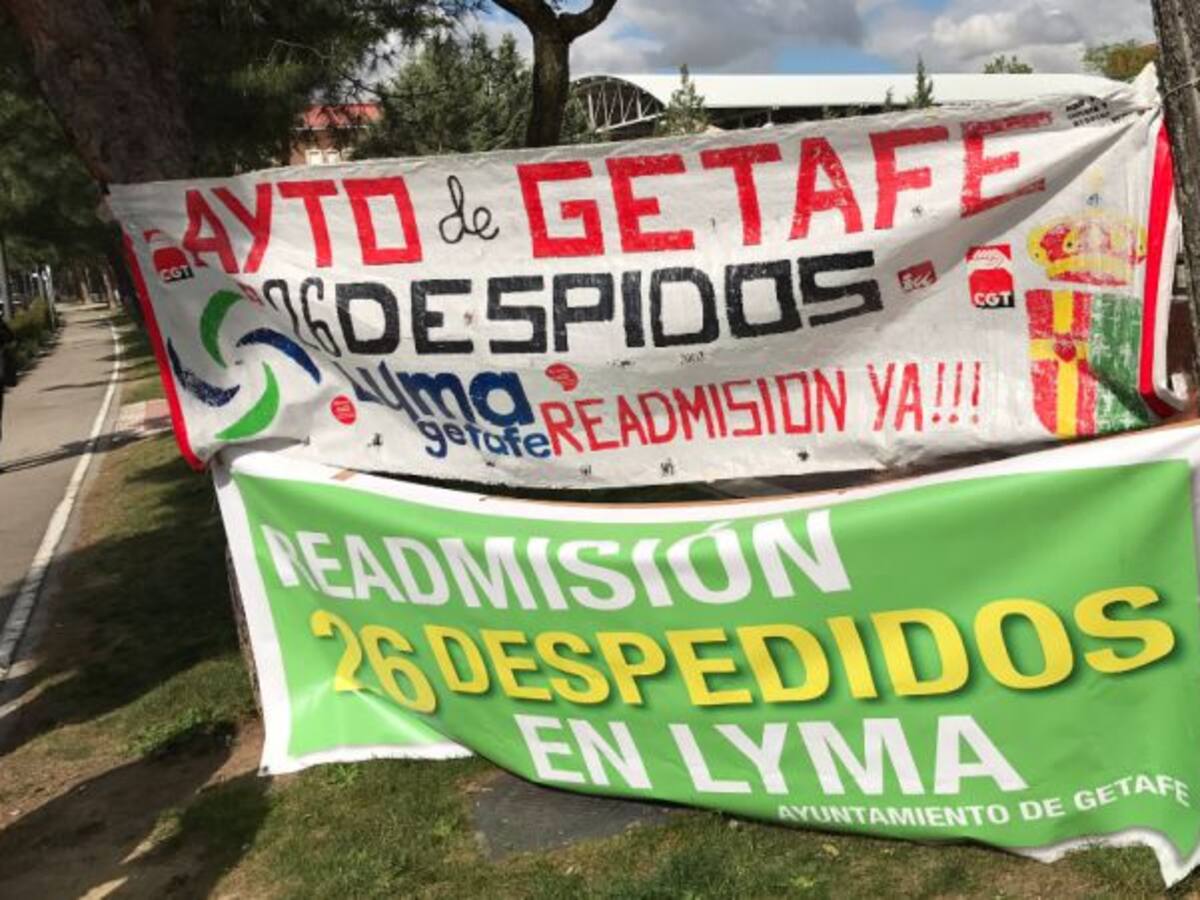 AYTO de GETAFE
CGT
26 DESPIDOS
CGT
Lyma
getafe
READMISION YA!!!
READMISIÓN
26 DESPEDIDOS
EN LYMA
AYUNTAMIENTO DE GETAFE